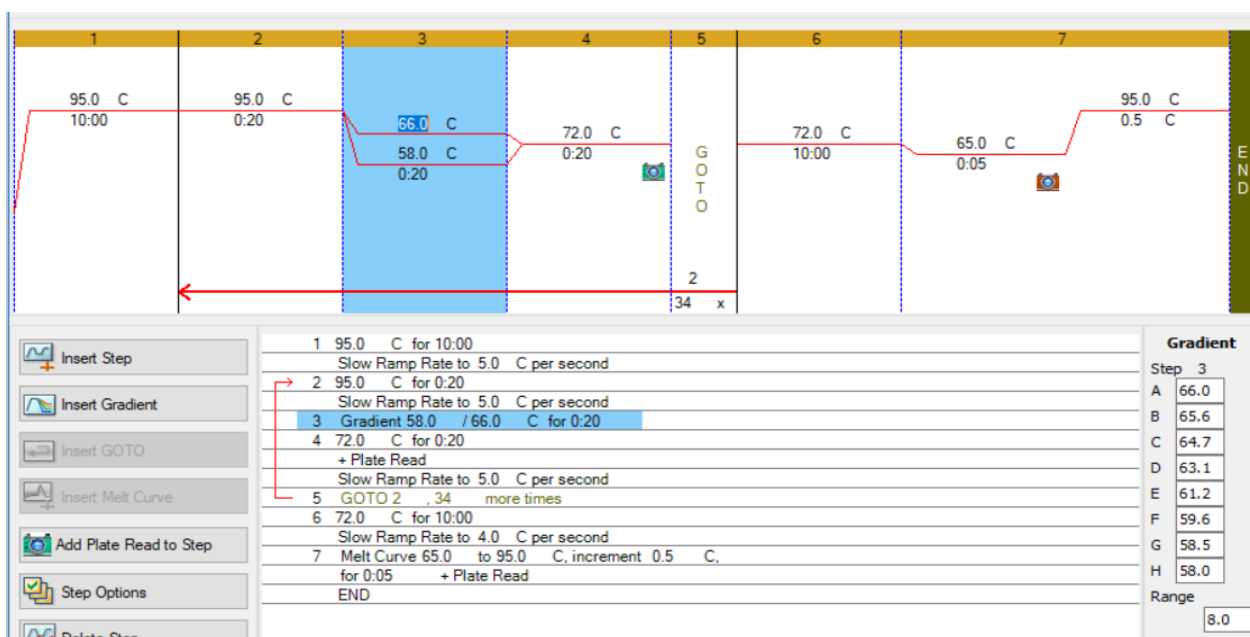 1 2 3 4 5 6 7
95.0 C 95.0 C 95.0 C
10:00 0:20 0.5 C
66.0 C
72.0 C 72.0 C
58.0 C 0:20 10:00 65.0 C
0:20 0:05
GOTO
END
2
34 x
Insert Step
Insert Gradient
Insert GOTO
Insert Melt Curve
Add Plate Read to Step
Step Options
Delete Step
1 95.0 C for 10:00
Slow Ramp Rate to 5.0 C per second
2 95.0 C for 0:20
Slow Ramp Rate to 5.0 C per second
3 Gradient 58.0 / 66.0 C for 0:20
4 72.0 C for 0:20
+ Plate Read
Slow Ramp Rate to 5.0 C per second
5 GOTO 2 , 34 more times
6 72.0 C for 10:00
Slow Ramp Rate to 4.0 C per second
7 Melt Curve 65.0 to 95.0 C, increment 0.5 C,
for 0:05 + Plate Read
END
Gradient
Step 3
A 66.0
B 65.6
C 64.7
D 63.1
E 61.2
F 59.6
G 58.5
H 58.0
Range
8.0